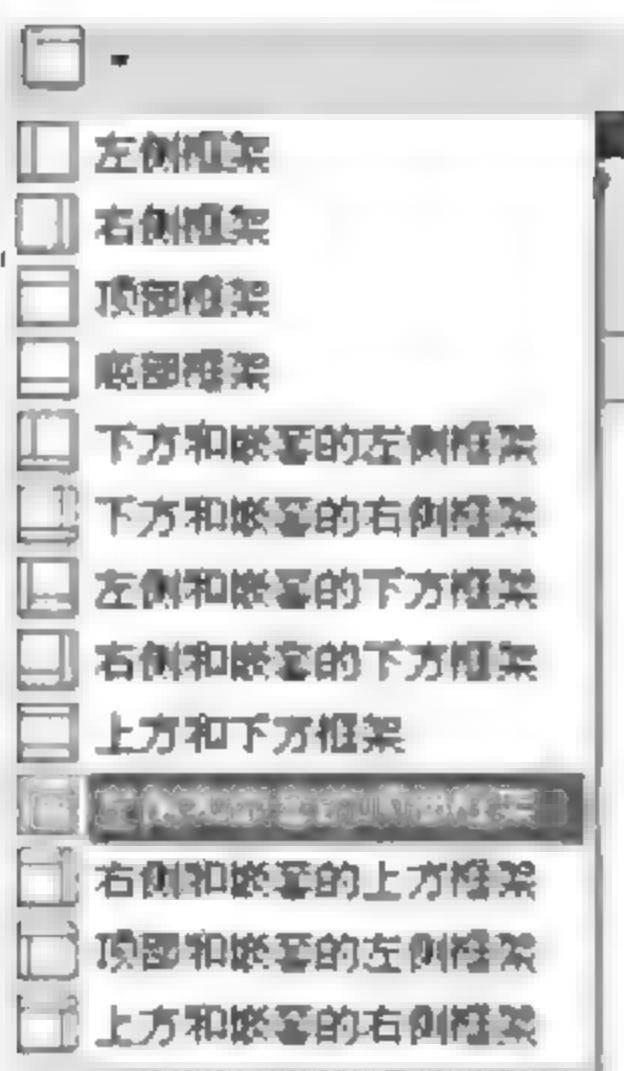 左侧框架
右侧框架
顶部框架
底部框架
下方和嵌套的左侧框架
下方和嵌套的右侧框架
左侧和嵌套的下方框架
右侧和嵌套的下方框架
上方和下方框架
框架
右侧和嵌套的上方框架
顶部和嵌套的左侧框架
上方和嵌套的右侧框架